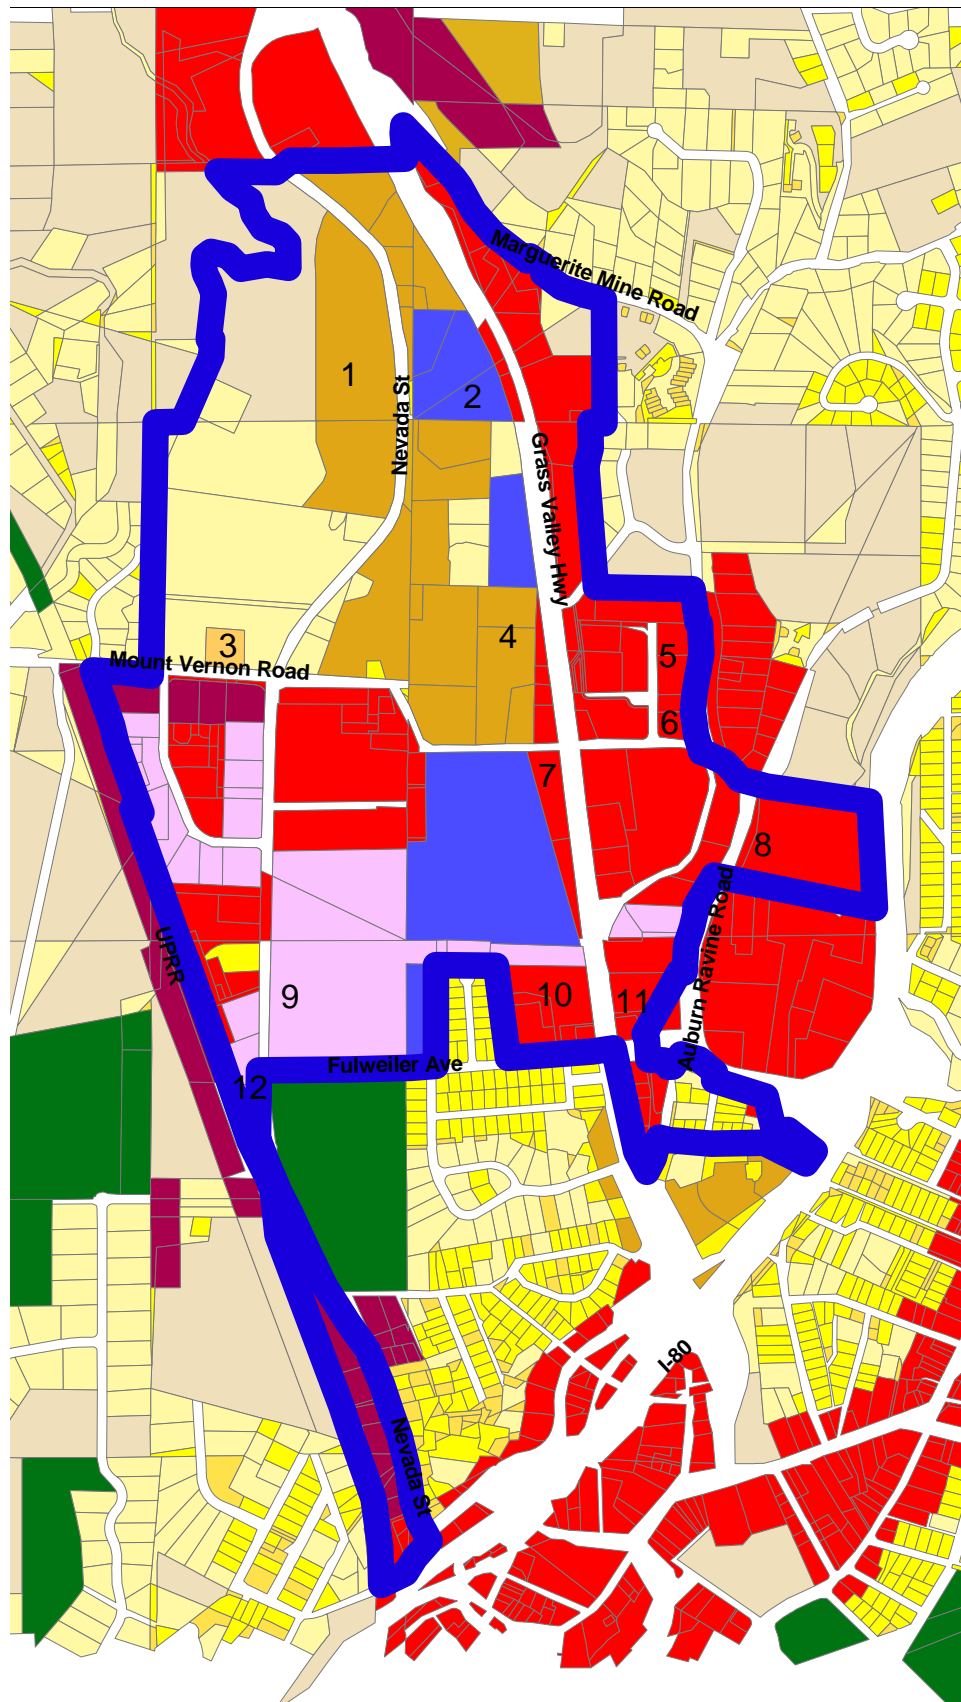 Marguerite Mine Road
1
2
Nevada St
Grass Valley Hwy
3
4
5
Mount Vernon Road
6
7
8
Auburn Ravine Road
UPRR
9
10
11
Fulweiler Ave
12
I-80
Nevada St